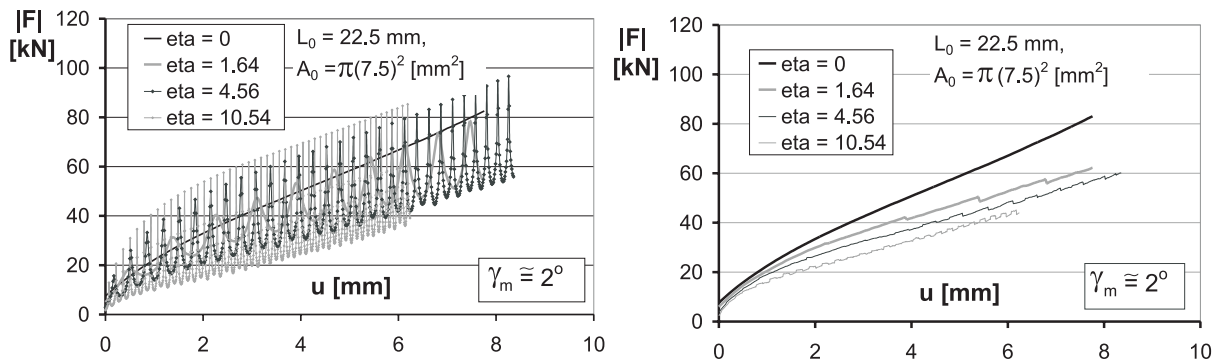 |F|
[kN]
120
100
80
60
40
20
0
eta = 0
eta = 1.64
eta = 4.56
eta = 10.54
L₀ = 22.5 mm,
A₀ = π(7.5)² [mm²]
u [mm]
γₘ ≅ 2°
0 2 4 6 8 10
|F|
[kN]
120
100
80
60
40
20
0
eta = 0
eta = 1.64
eta = 4.56
eta = 10.54
L₀ = 22.5 mm,
A₀ = π(7.5)² [mm²]
u [mm]
γₘ ≅ 2°
0 2 4 6 8 10